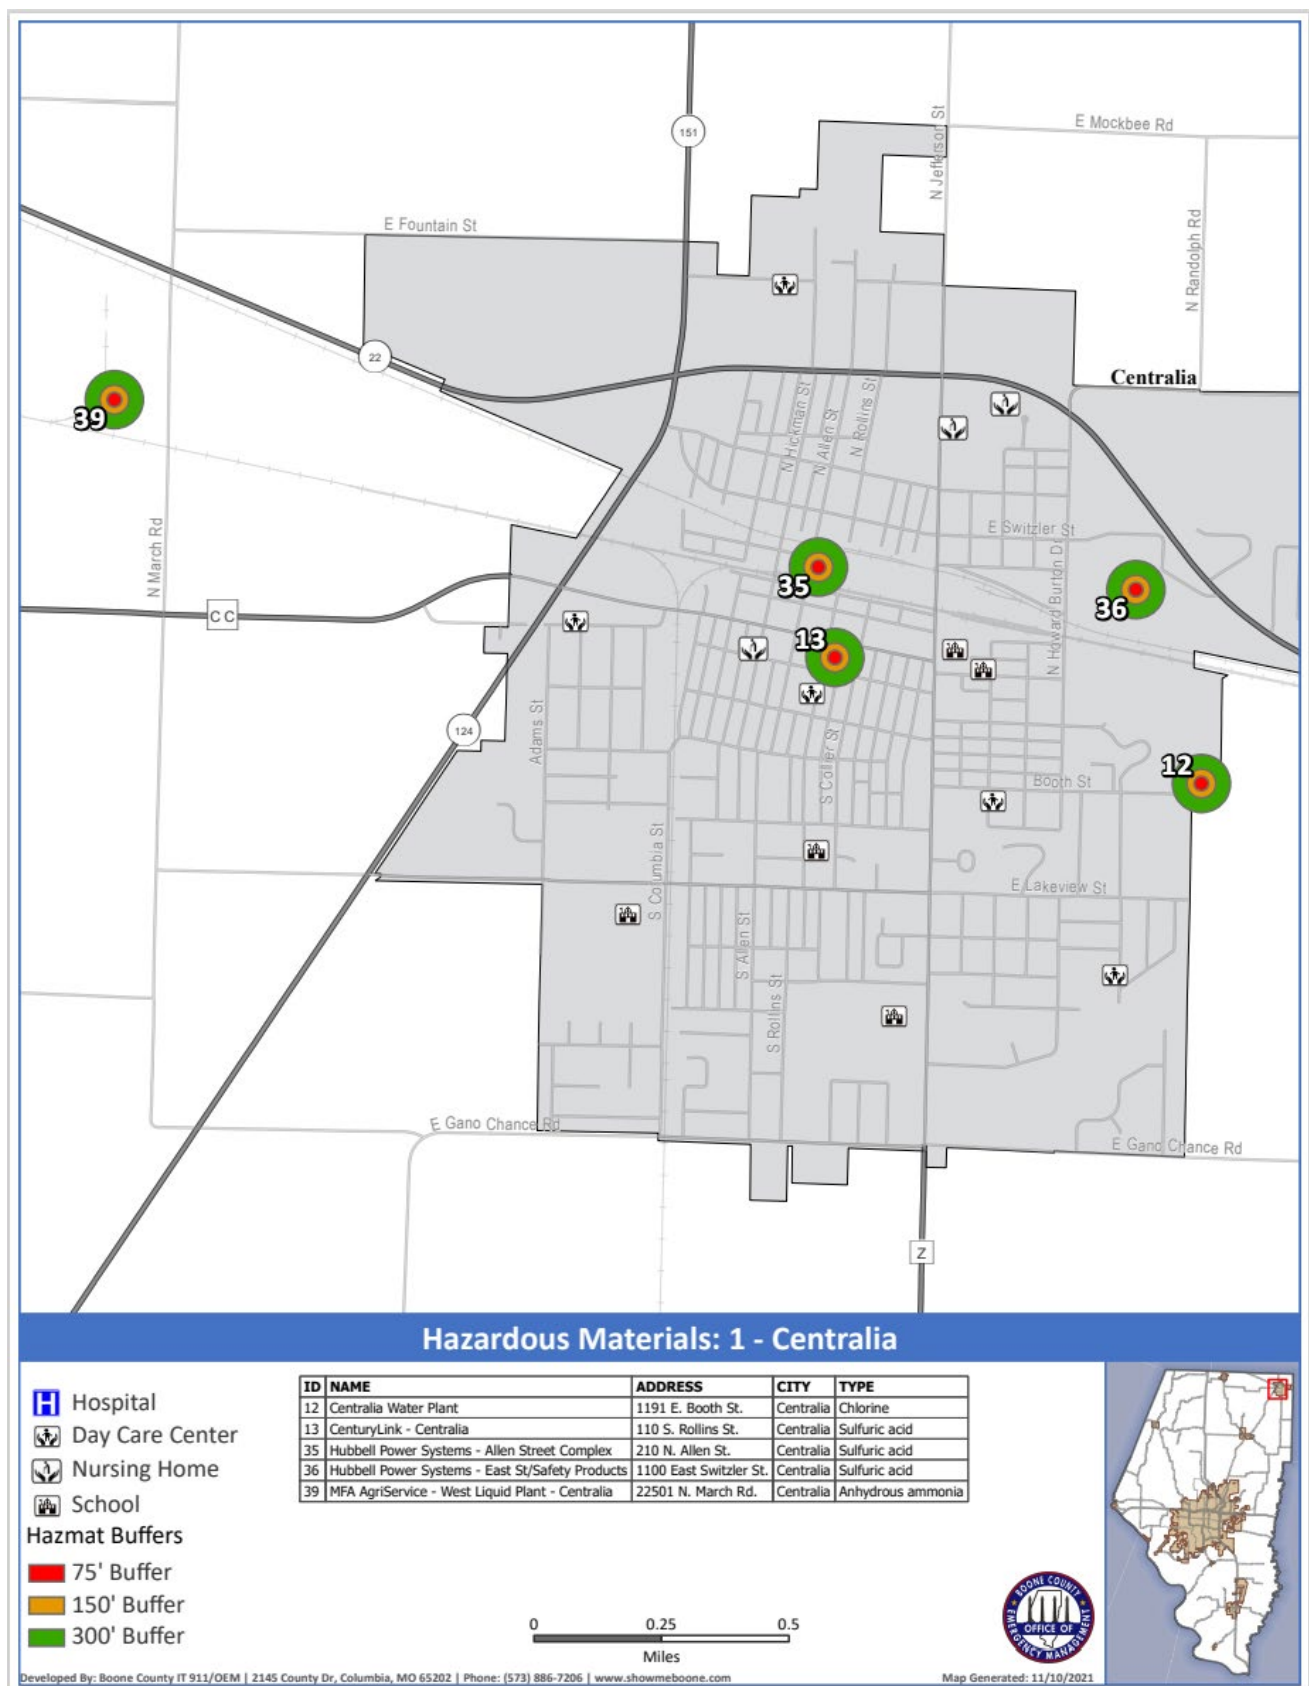 151
E Mockbee Rd
N Jefferson St
E Fountain St
N Randolph Rd
22
Centralia
39
N Hickman St
N Allen St
N Rollins St
E Switzler St
N March Rd
35
36
N Howard Burton Dr
C C
13
124
Adams St
S Collier St
12
Booth St
S Columbia St
E Lakeview St
S Allen St
S Rollins St
E Gano Chance Rd
E Gano Chance Rd
Z
Hazardous Materials: 1 - Centralia
H Hospital
Day Care Center
Nursing Home
School
Hazmat Buffers
75' Buffer
150' Buffer
300' Buffer
ID NAME ADDRESS CITY TYPE
12 Centralia Water Plant 1191 E. Booth St. Centralia Chlorine
13 CenturyLink - Centralia 110 S. Rollins St. Centralia Sulfuric acid
35 Hubbell Power Systems - Allen Street Complex 210 N. Allen St. Centralia Sulfuric acid
36 Hubbell Power Systems - East St/Safety Products 1100 East Switzler St. Centralia Sulfuric acid
39 MFA AgriService - West Liquid Plant - Centralia 22501 N. March Rd. Centralia Anhydrous ammonia
0 0.25 0.5
Miles
BOONE COUNTY
OFFICE OF
EMERGENCY MANAGEMENT
Developed By: Boone County IT 911/OEM | 2145 County Dr, Columbia, MO 65202 | Phone: (573) 886-7206 | www.showmeboone.com
Map Generated: 11/10/2021